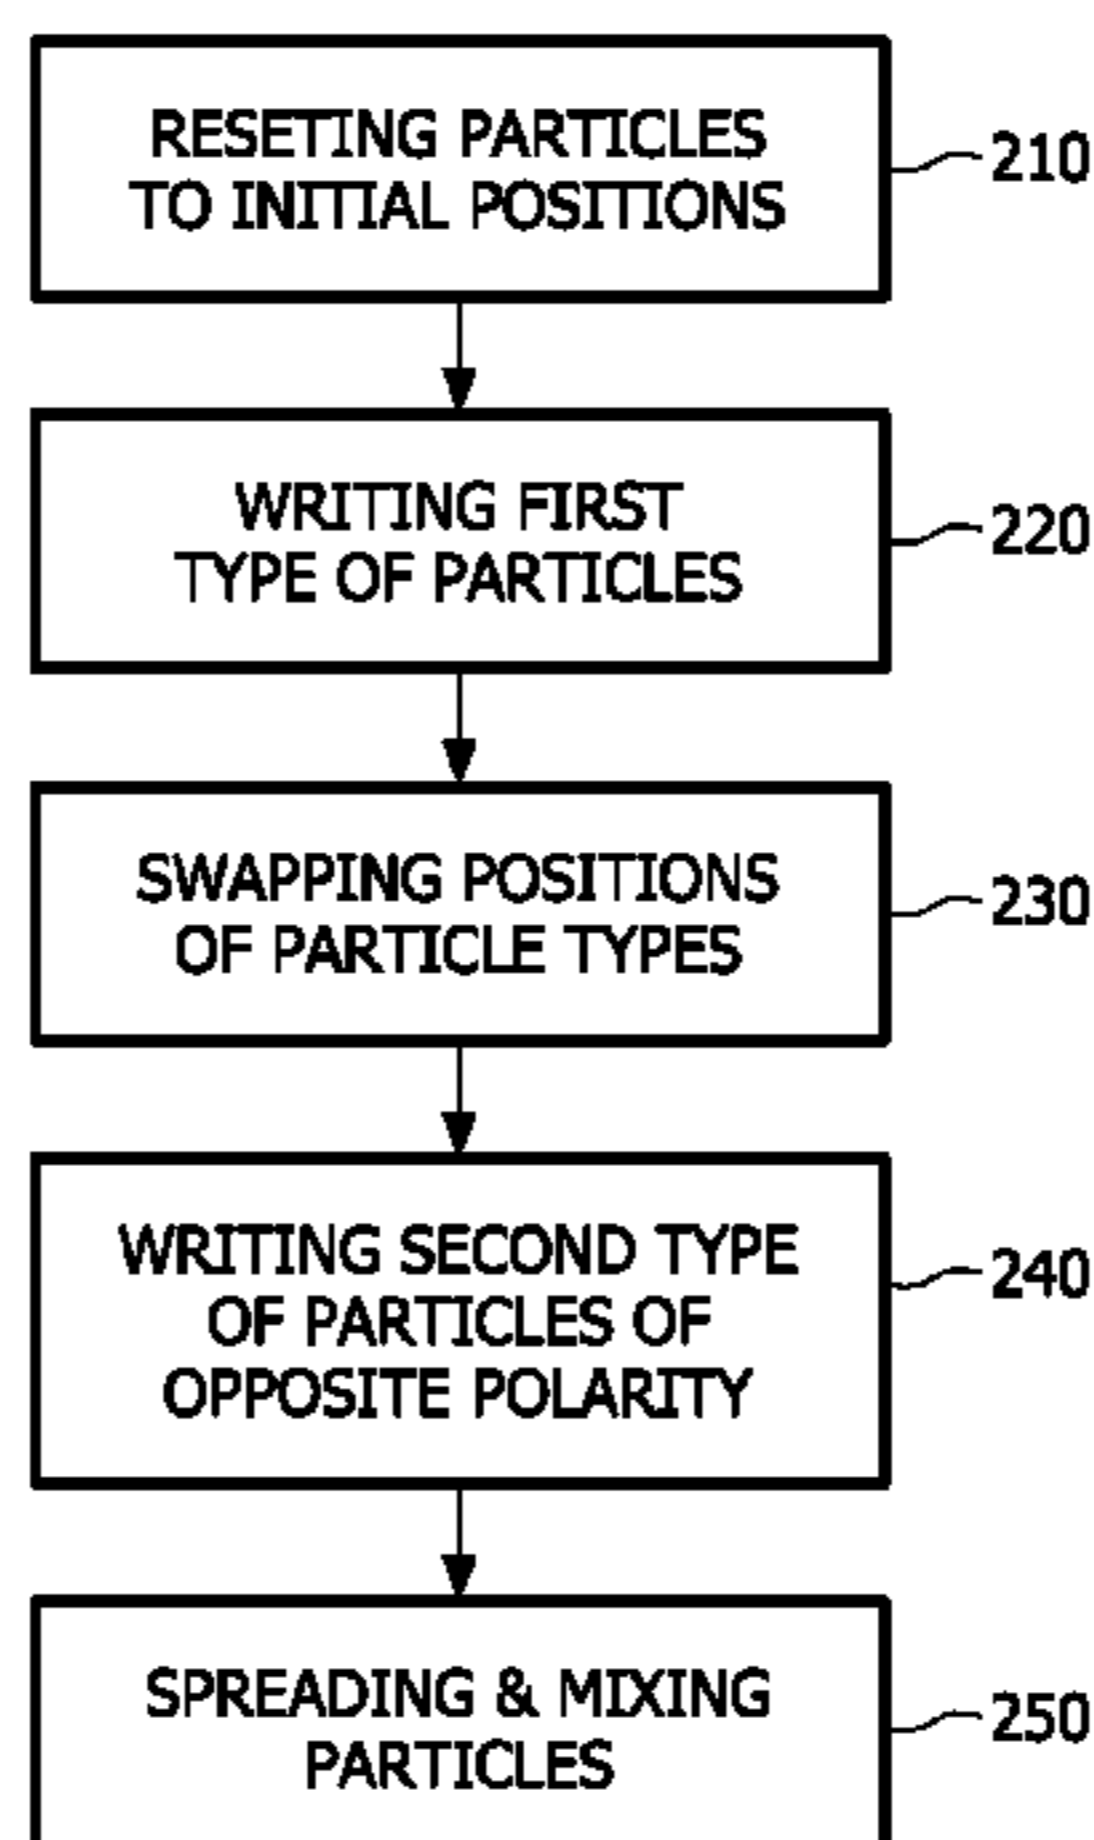 RESETING PARTICLES
TO INITIAL POSITIONS
210
WRITING FIRST
TYPE OF PARTICLES
220
SWAPPING POSITIONS
OF PARTICLE TYPES
230
WRITING SECOND TYPE
OF PARTICLES OF
OPPOSITE POLARITY
240
SPREADING & MIXING
PARTICLES
250